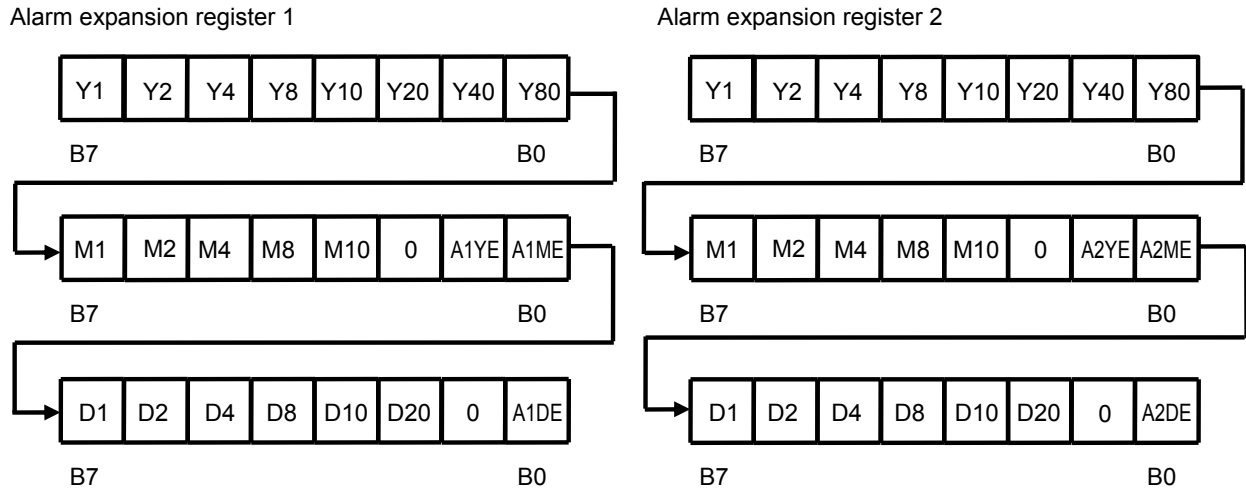 Alarm expansion register 1
Y1 Y2 Y4 Y8 Y10 Y20 Y40 Y80
B7 B0
M1 M2 M4 M8 M10 0 A1YE A1ME
B7 B0
D1 D2 D4 D8 D10 D20 0 A1DE
B7 B0
Alarm expansion register 2
Y1 Y2 Y4 Y8 Y10 Y20 Y40 Y80
B7 B0
M1 M2 M4 M8 M10 0 A2YE A2ME
B7 B0
D1 D2 D4 D8 D10 D20 0 A2DE
B7 B0